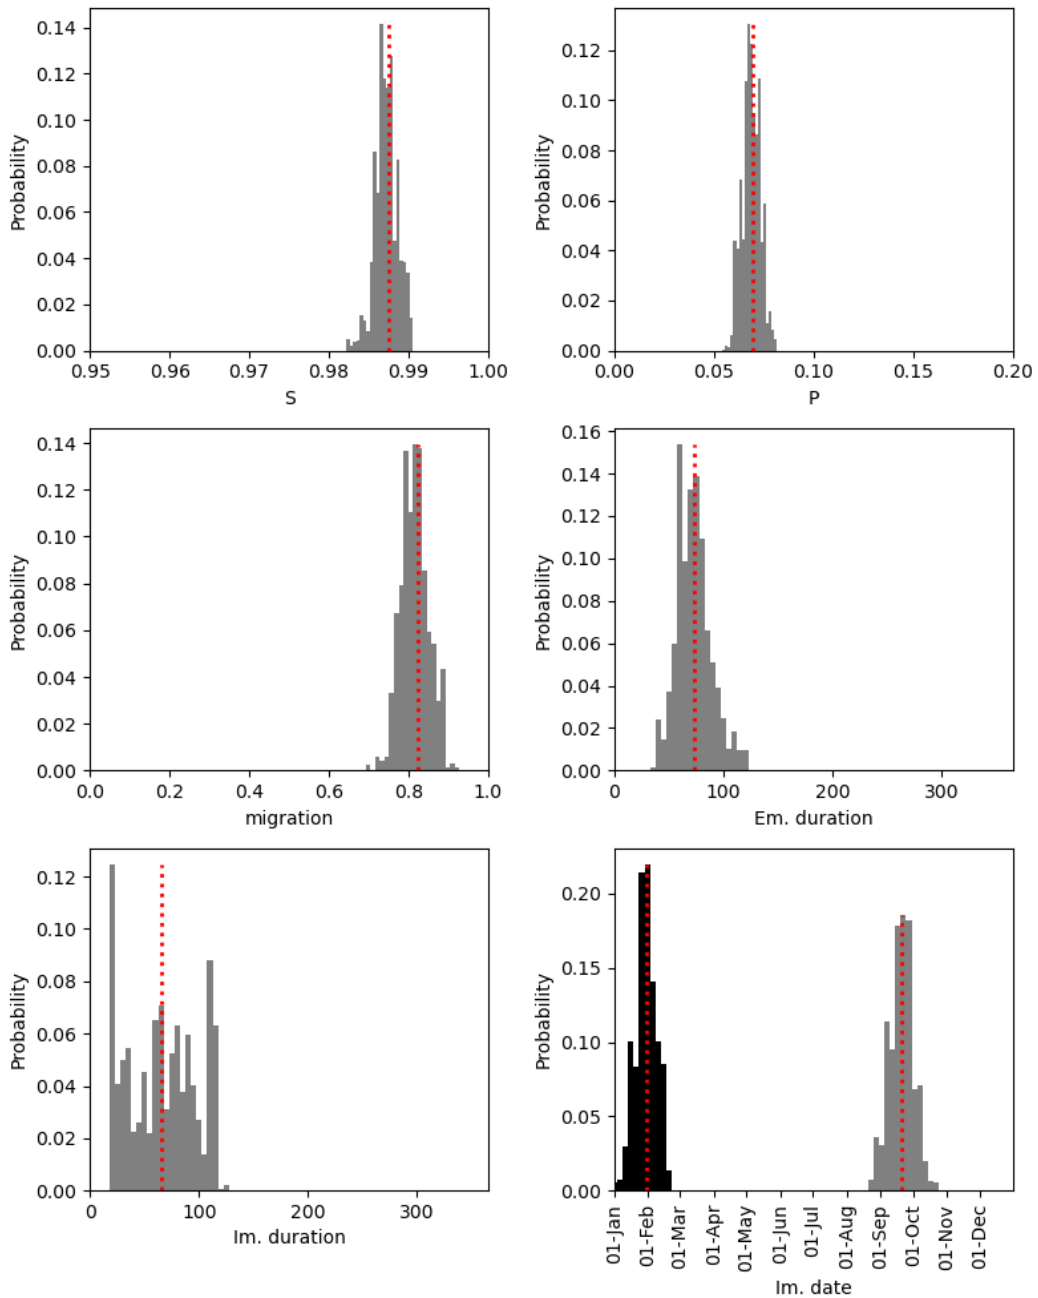 0.14
0.12
0.10
0.08
0.06
0.04
0.02
0.00
Probability
0.95 0.96 0.97 0.98 0.99 1.00
S
0.12
0.10
0.08
0.06
0.04
0.02
0.00
Probability
0.00 0.05 0.10 0.15 0.20
P
0.14
0.12
0.10
0.08
0.06
0.04
0.02
0.00
Probability
0.0 0.2 0.4 0.6 0.8 1.0
migration
0.16
0.14
0.12
0.10
0.08
0.06
0.04
0.02
0.00
Probability
0 100 200 300
Em. duration
0.12
0.10
0.08
0.06
0.04
0.02
0.00
Probability
0 100 200 300
Im. duration
0.20
0.15
0.10
0.05
0.00
Probability
01-Jan
01-Feb
01-Mar
01-Apr
01-May
01-Jun
01-Jul
01-Aug
01-Sep
01-Oct
01-Nov
01-Dec
Im. date